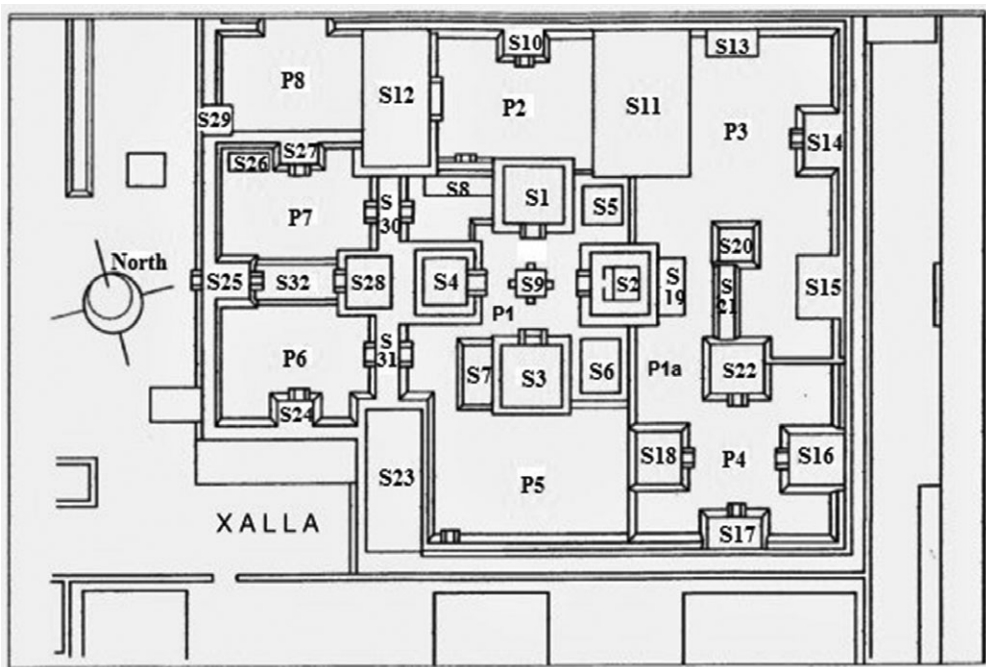 S10
S13
P8
S12
P2
S11
P3
S29
S14
S27
S26
S8
S1
S5
P7
S
30
S20
North
S25
S32
S28
S4
S9
S2
S
19
S
21
S15
P1
S
31
P6
S7
S3
S6
P1a
S22
S24
S18
P4
S16
S23
P5
XALLA
S17